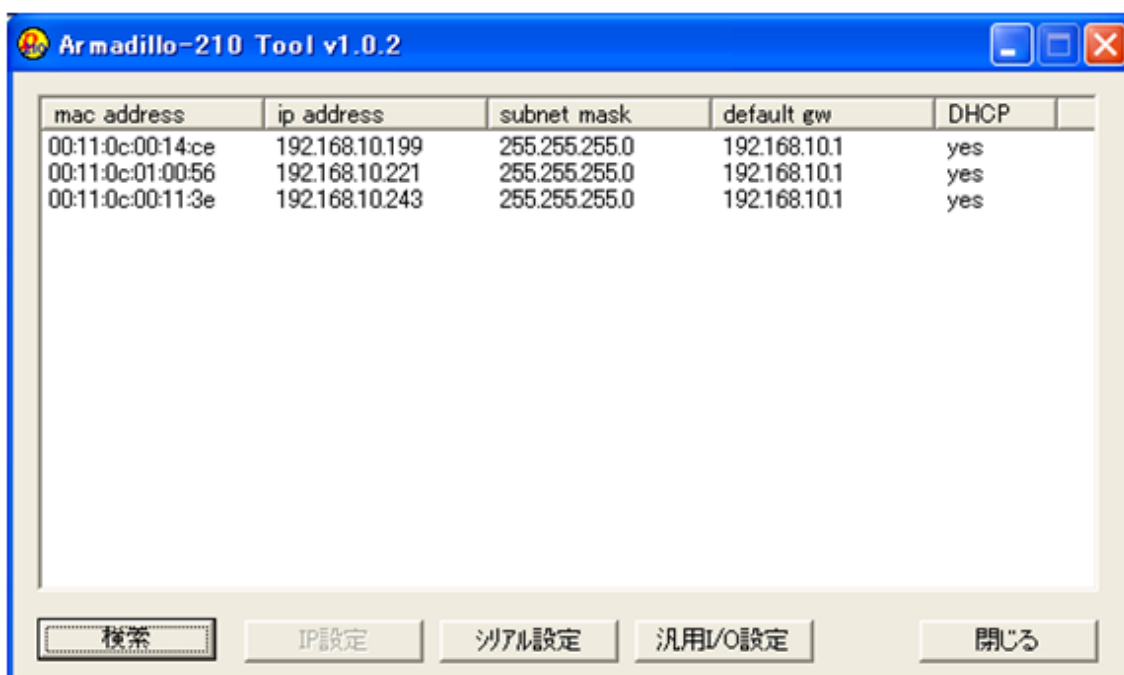 Armadillo-210 Tool v1.0.2
mac address ip address subnet mask default gw DHCP
00:11:0c:00:14:ce 192.168.10.199 255.255.255.0 192.168.10.1 yes
00:11:0c:01:00:56 192.168.10.221 255.255.255.0 192.168.10.1 yes
00:11:0c:00:11:3e 192.168.10.243 255.255.255.0 192.168.10.1 yes
検索 IP設定 シリアル設定 汎用I/O設定 閉じる